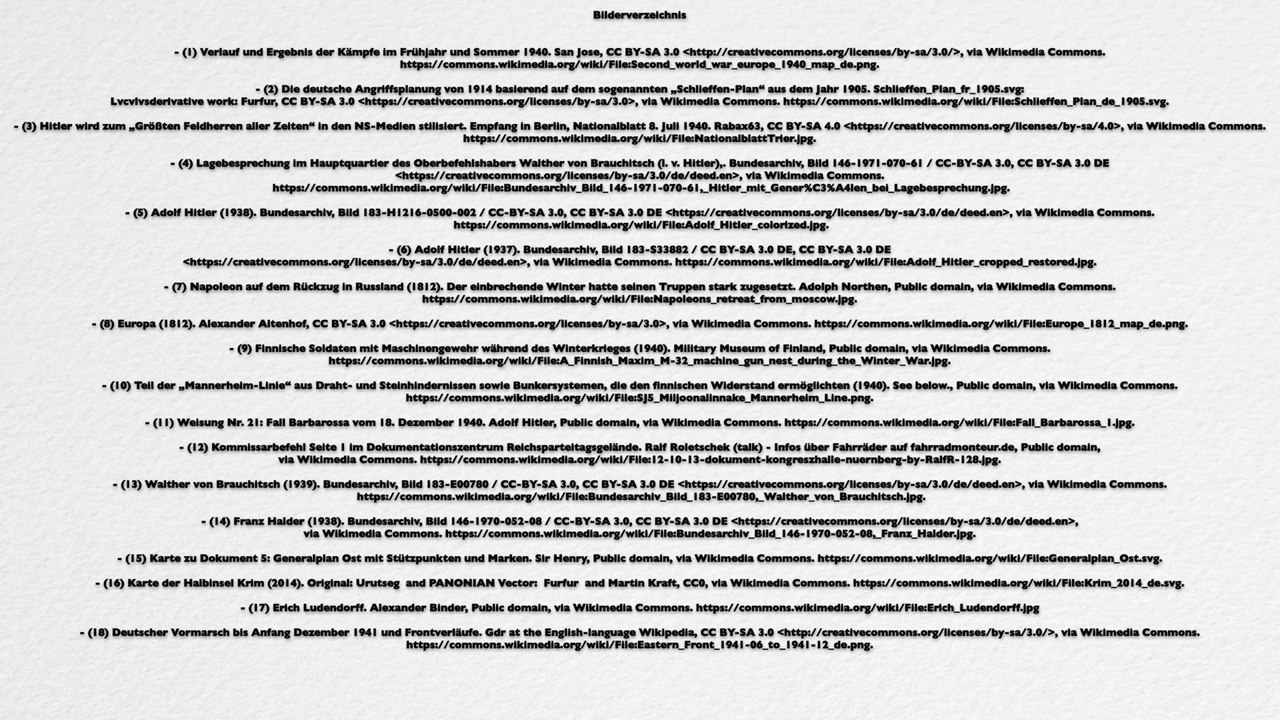 Bilderverzeichnis
- (1) Verlauf und Ergebnis der Kämpfe im Frühjahr und Sommer 1940. San Jose, CC BY-SA 3.0 <http://creativecommons.org/licenses/by-sa/3.0/>, via Wikimedia Commons.
https://commons.wikimedia.org/wiki/File:Second_world_war_europe_1940_map_de.png.
- (2) Die deutsche Angriffsplanung von 1914 basierend auf dem sogenannten „Schlieffen-Plan“ aus dem Jahr 1905. Schlieffen_Plan_fr_1905.svg:
Lvcvlvsderivative work: Furfur, CC BY-SA 3.0 <https://creativecommons.org/licenses/by-sa/3.0>, via Wikimedia Commons. https://commons.wikimedia.org/wiki/File:Schlieffen_Plan_de_1905.svg.
- (3) Hitler wird zum „Größten Feldherren aller Zeiten“ in den NS-Medien stilisiert. Empfang in Berlin, Nationalblatt 8. Juli 1940. Rabax63, CC BY-SA 4.0 <https://creativecommons.org/licenses/by-sa/4.0>, via Wikimedia Commons.
https://commons.wikimedia.org/wiki/File:NationalblattTrier.jpg.
- (4) Lagebesprechung im Hauptquartier des Oberbefehlshabers Walther von Brauchitsch (l. v. Hitler),. Bundesarchiv, Bild 146-1971-070-61 / CC-BY-SA 3.0, CC BY-SA 3.0 DE
<https://creativecommons.org/licenses/by-sa/3.0/de/deed.en>, via Wikimedia Commons.
https://commons.wikimedia.org/wiki/File:Bundesarchiv_Bild_146-1971-070-61,_Hitler_mit_Gener%C3%A4len_bei_Lagebesprechung.jpg.
- (5) Adolf Hitler (1938). Bundesarchiv, Bild 183-H1216-0500-002 / CC-BY-SA 3.0, CC BY-SA 3.0 DE <https://creativecommons.org/licenses/by-sa/3.0/de/deed.en>, via Wikimedia Commons.
https://commons.wikimedia.org/wiki/File:Adolf_Hitler_colorized.jpg.
- (6) Adolf Hitler (1937). Bundesarchiv, Bild 183-S33882 / CC BY-SA 3.0 DE, CC BY-SA 3.0 DE
<https://creativecommons.org/licenses/by-sa/3.0/de/deed.en>, via Wikimedia Commons. https://commons.wikimedia.org/wiki/File:Adolf_Hitler_cropped_restored.jpg.
- (7) Napoleon auf dem Rückzug in Russland (1812). Der einbrechende Winter hatte seinen Truppen stark zugesetzt. Adolph Northen, Public domain, via Wikimedia Commons.
https://commons.wikimedia.org/wiki/File:Napoleons_retreat_from_moscow.jpg.
- (8) Europa (1812). Alexander Altenhof, CC BY-SA 3.0 <https://creativecommons.org/licenses/by-sa/3.0>, via Wikimedia Commons. https://commons.wikimedia.org/wiki/File:Europe_1812_map_de.png.
- (9) Finnische Soldaten mit Maschinengewehr während des Winterkrieges (1940). Military Museum of Finland, Public domain, via Wikimedia Commons.
https://commons.wikimedia.org/wiki/File:A_Finnish_Maxim_M-32_machine_gun_nest_during_the_Winter_War.jpg.
- (10) Teil der „Mannerheim-Linie“ aus Draht- und Steinhindernissen sowie Bunkersystemen, die den finnischen Widerstand ermöglichten (1940). See below., Public domain, via Wikimedia Commons.
https://commons.wikimedia.org/wiki/File:SJ5_Miljoonalinnake_Mannerheim_Line.png.
- (11) Weisung Nr. 21: Fall Barbarossa vom 18. Dezember 1940. Adolf Hitler, Public domain, via Wikimedia Commons. https://commons.wikimedia.org/wiki/File:Fall_Barbarossa_1.jpg.
- (12) Kommissarbefehl Seite 1 im Dokumentationszentrum Reichsparteitagsgelände. Ralf Roletschek (talk) - Infos über Fahrräder auf fahrradmonteur.de, Public domain,
via Wikimedia Commons. https://commons.wikimedia.org/wiki/File:12-10-13-dokument-kongreszhalle-nuernberg-by-RalfR-128.jpg.
- (13) Walther von Brauchitsch (1939). Bundesarchiv, Bild 183-E00780 / CC-BY-SA 3.0, CC BY-SA 3.0 DE <https://creativecommons.org/licenses/by-sa/3.0/de/deed.en>, via Wikimedia Commons.
https://commons.wikimedia.org/wiki/File:Bundesarchiv_Bild_183-E00780,_Walther_von_Brauchitsch.jpg.
- (14) Franz Halder (1938). Bundesarchiv, Bild 146-1970-052-08 / CC-BY-SA 3.0, CC BY-SA 3.0 DE <https://creativecommons.org/licenses/by-sa/3.0/de/deed.en>,
via Wikimedia Commons. https://commons.wikimedia.org/wiki/File:Bundesarchiv_Bild_146-1970-052-08,_Franz_Halder.jpg.
- (15) Karte zu Dokument 5: Generalplan Ost mit Stützpunkten und Marken. Sir Henry, Public domain, via Wikimedia Commons. https://commons.wikimedia.org/wiki/File:Generalplan_Ost.svg.
- (16) Karte der Halbinsel Krim (2014). Original: Urutseg and PANONIAN Vector: Furfur and Martin Kraft, CC0, via Wikimedia Commons. https://commons.wikimedia.org/wiki/File:Krim_2014_de.svg.
- (17) Erich Ludendorff. Alexander Binder, Public domain, via Wikimedia Commons. https://commons.wikimedia.org/wiki/File:Erich_Ludendorff.jpg
- (18) Deutscher Vormarsch bis Anfang Dezember 1941 und Frontverläufe. Gdr at the English-language Wikipedia, CC BY-SA 3.0 <http://creativecommons.org/licenses/by-sa/3.0/>, via Wikimedia Commons.
https://commons.wikimedia.org/wiki/File:Eastern_Front_1941-06_to_1941-12_de.png.